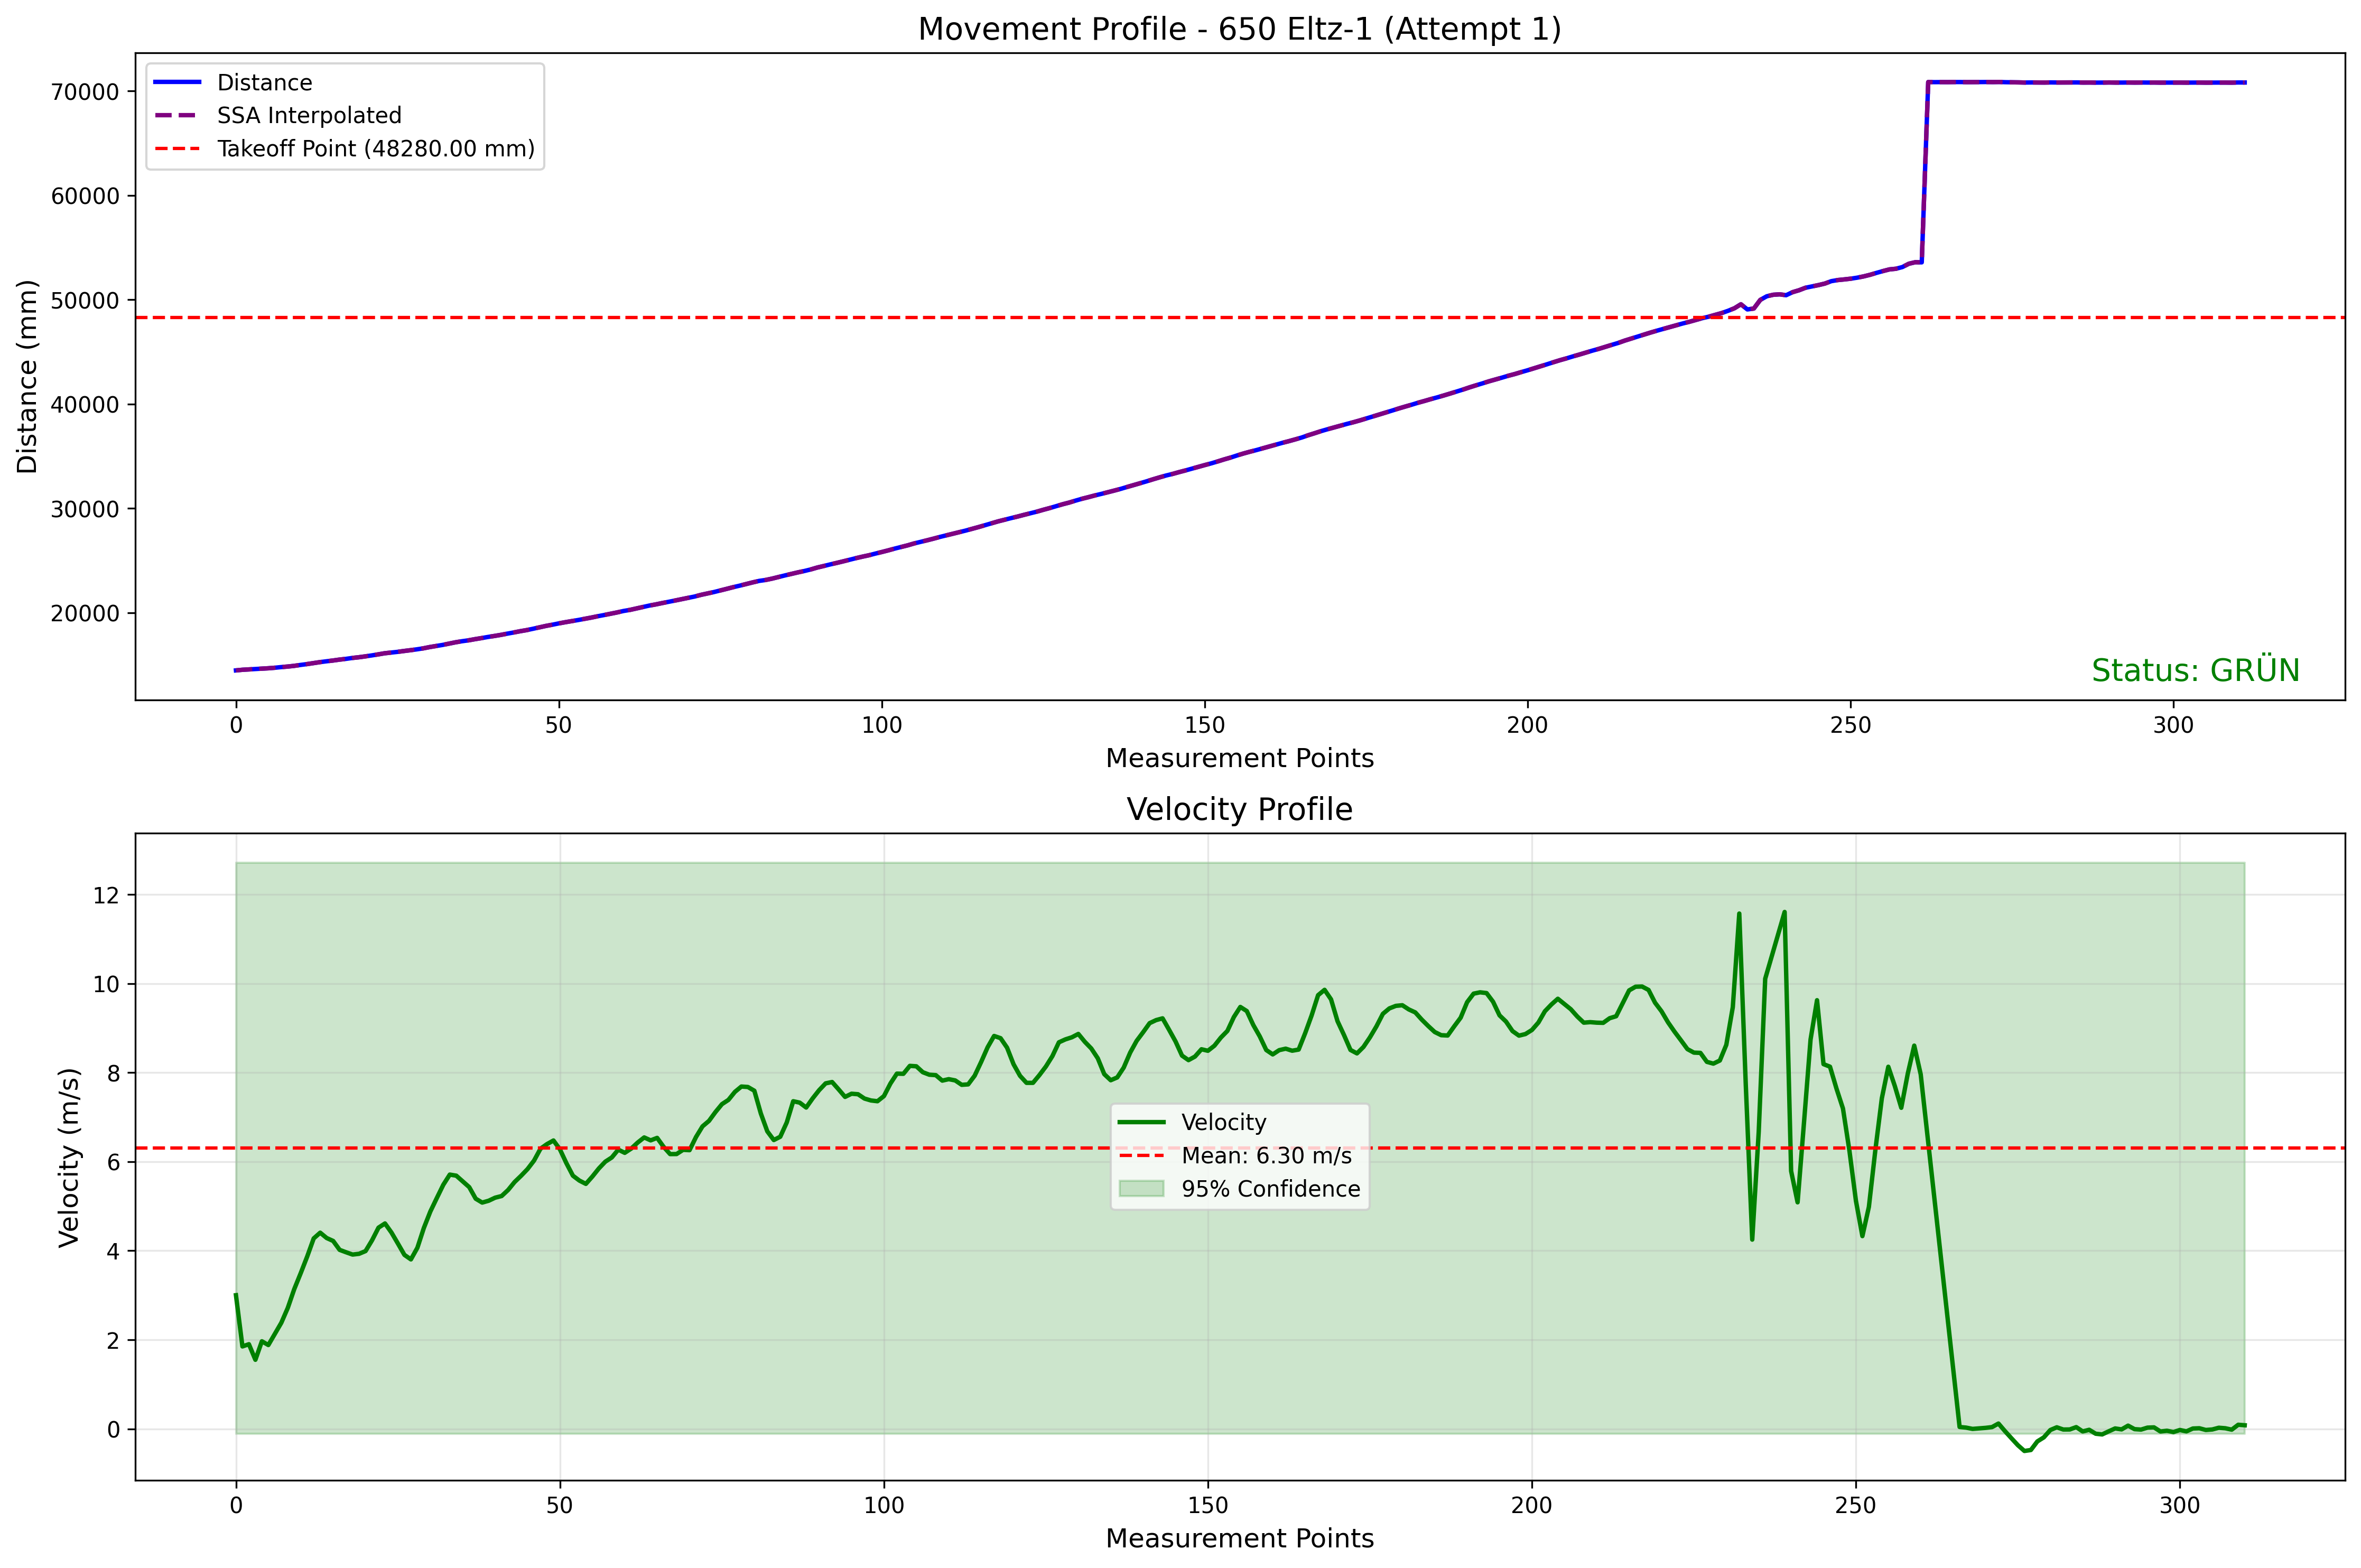 Movement Profile - 650 Eltz-1 (Attempt 1)
Distance
SSA Interpolated
Takeoff Point (48280.00 mm)
Distance (mm)
70000
60000
50000
40000
30000
20000
Status: GRÜN
0 50 100 150 200 250 300
Measurement Points
Velocity Profile
Velocity (m/s)
12
10
8
6
4
2
0
Velocity
Mean: 6.30 m/s
95% Confidence
0 50 100 150 200 250 300
Measurement Points